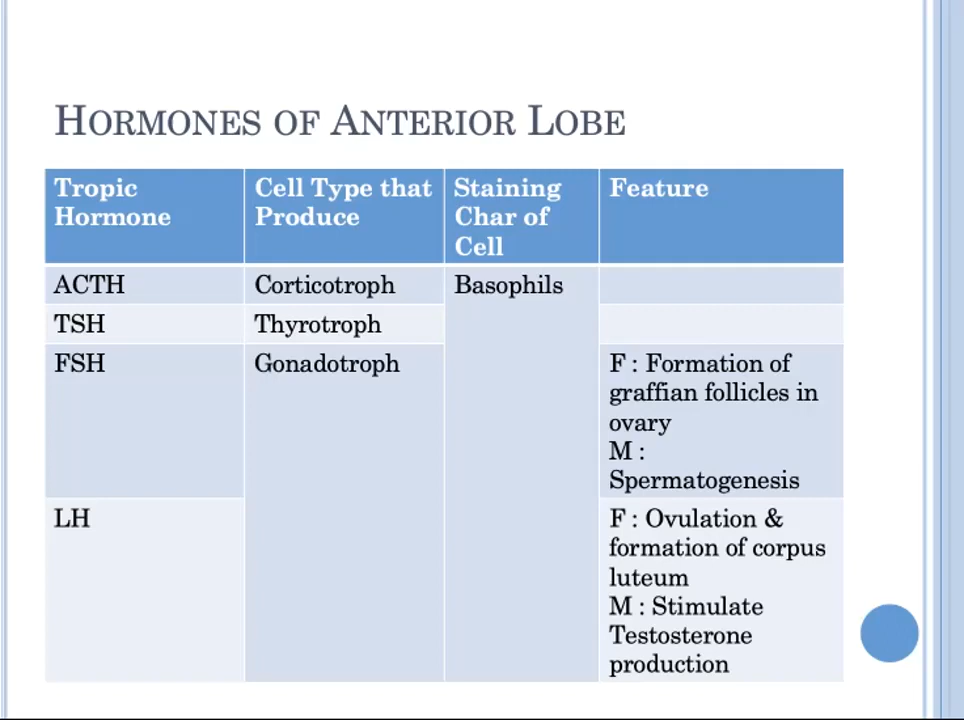 HORMONES OF ANTERIOR LOBE
Tropic Hormone
Cell Type that Produce
Staining Char of Cell
Feature
ACTH
Corticotroph
Basophils
TSH
Thyrotroph
FSH
Gonadotroph
F : Formation of
graffian follicles in
ovary
M :
Spermatogenesis
LH
F : Ovulation &
formation of corpus
luteum
M : Stimulate
Testosterone
production